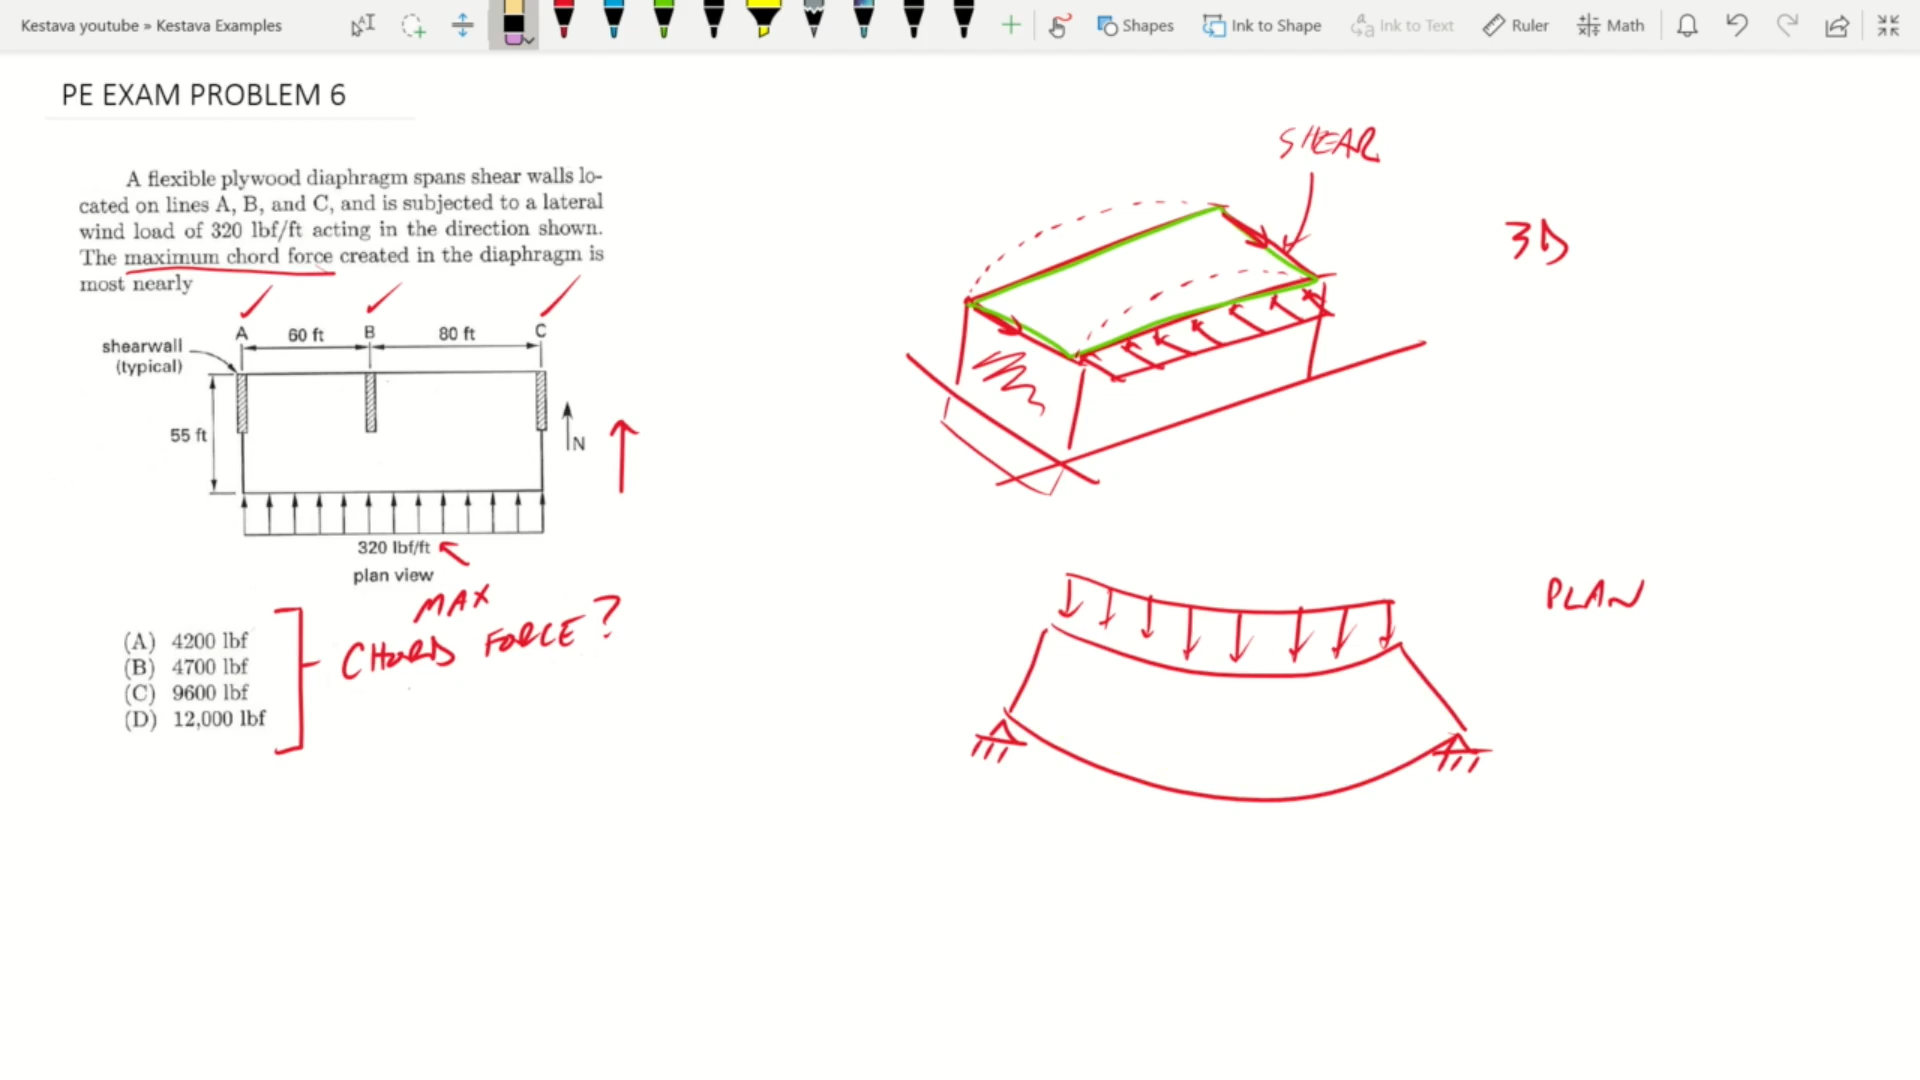 Kestava youtube » Kestava Examples
Shapes
Ink to Shape
Ink to Text
Ruler
Math
PE EXAM PROBLEM 6
A flexible plywood diaphragm spans shear walls lo-
cated on lines A, B, and C, and is subjected to a lateral
wind load of 320 lbf/ft acting in the direction shown.
The maximum chord force created in the diaphragm is
most nearly
A 60 ft B 80 ft C
shearwall
(typical)
55 ft
N
320 lbf/ft
plan view
(A) 4200 lbf
(B) 4700 lbf
(C) 9600 lbf
(D) 12,000 lbf
MAX
CHORD FORCE?
SHEAR
3D
PLAN